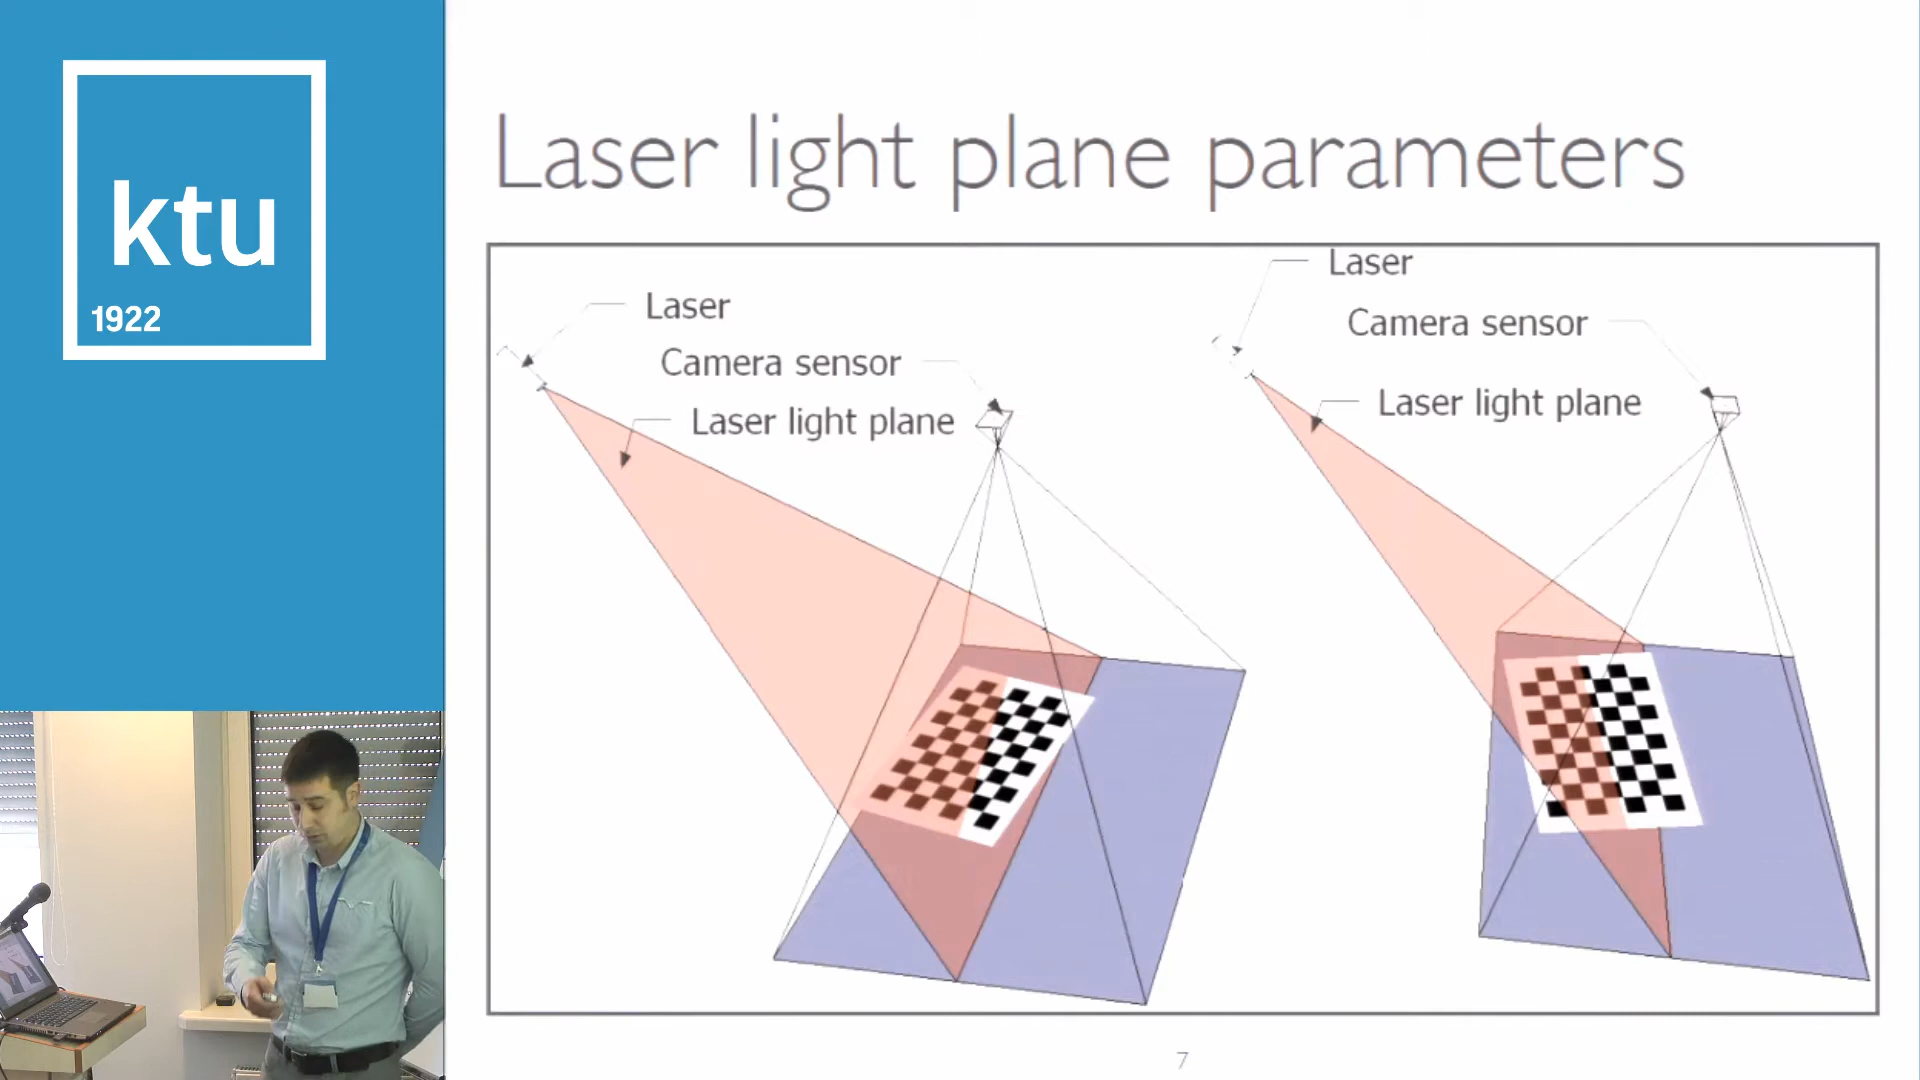 ktu
1922
Laser light plane parameters
Laser
Camera sensor
Laser light plane
Laser
Camera sensor
Laser light plane
7